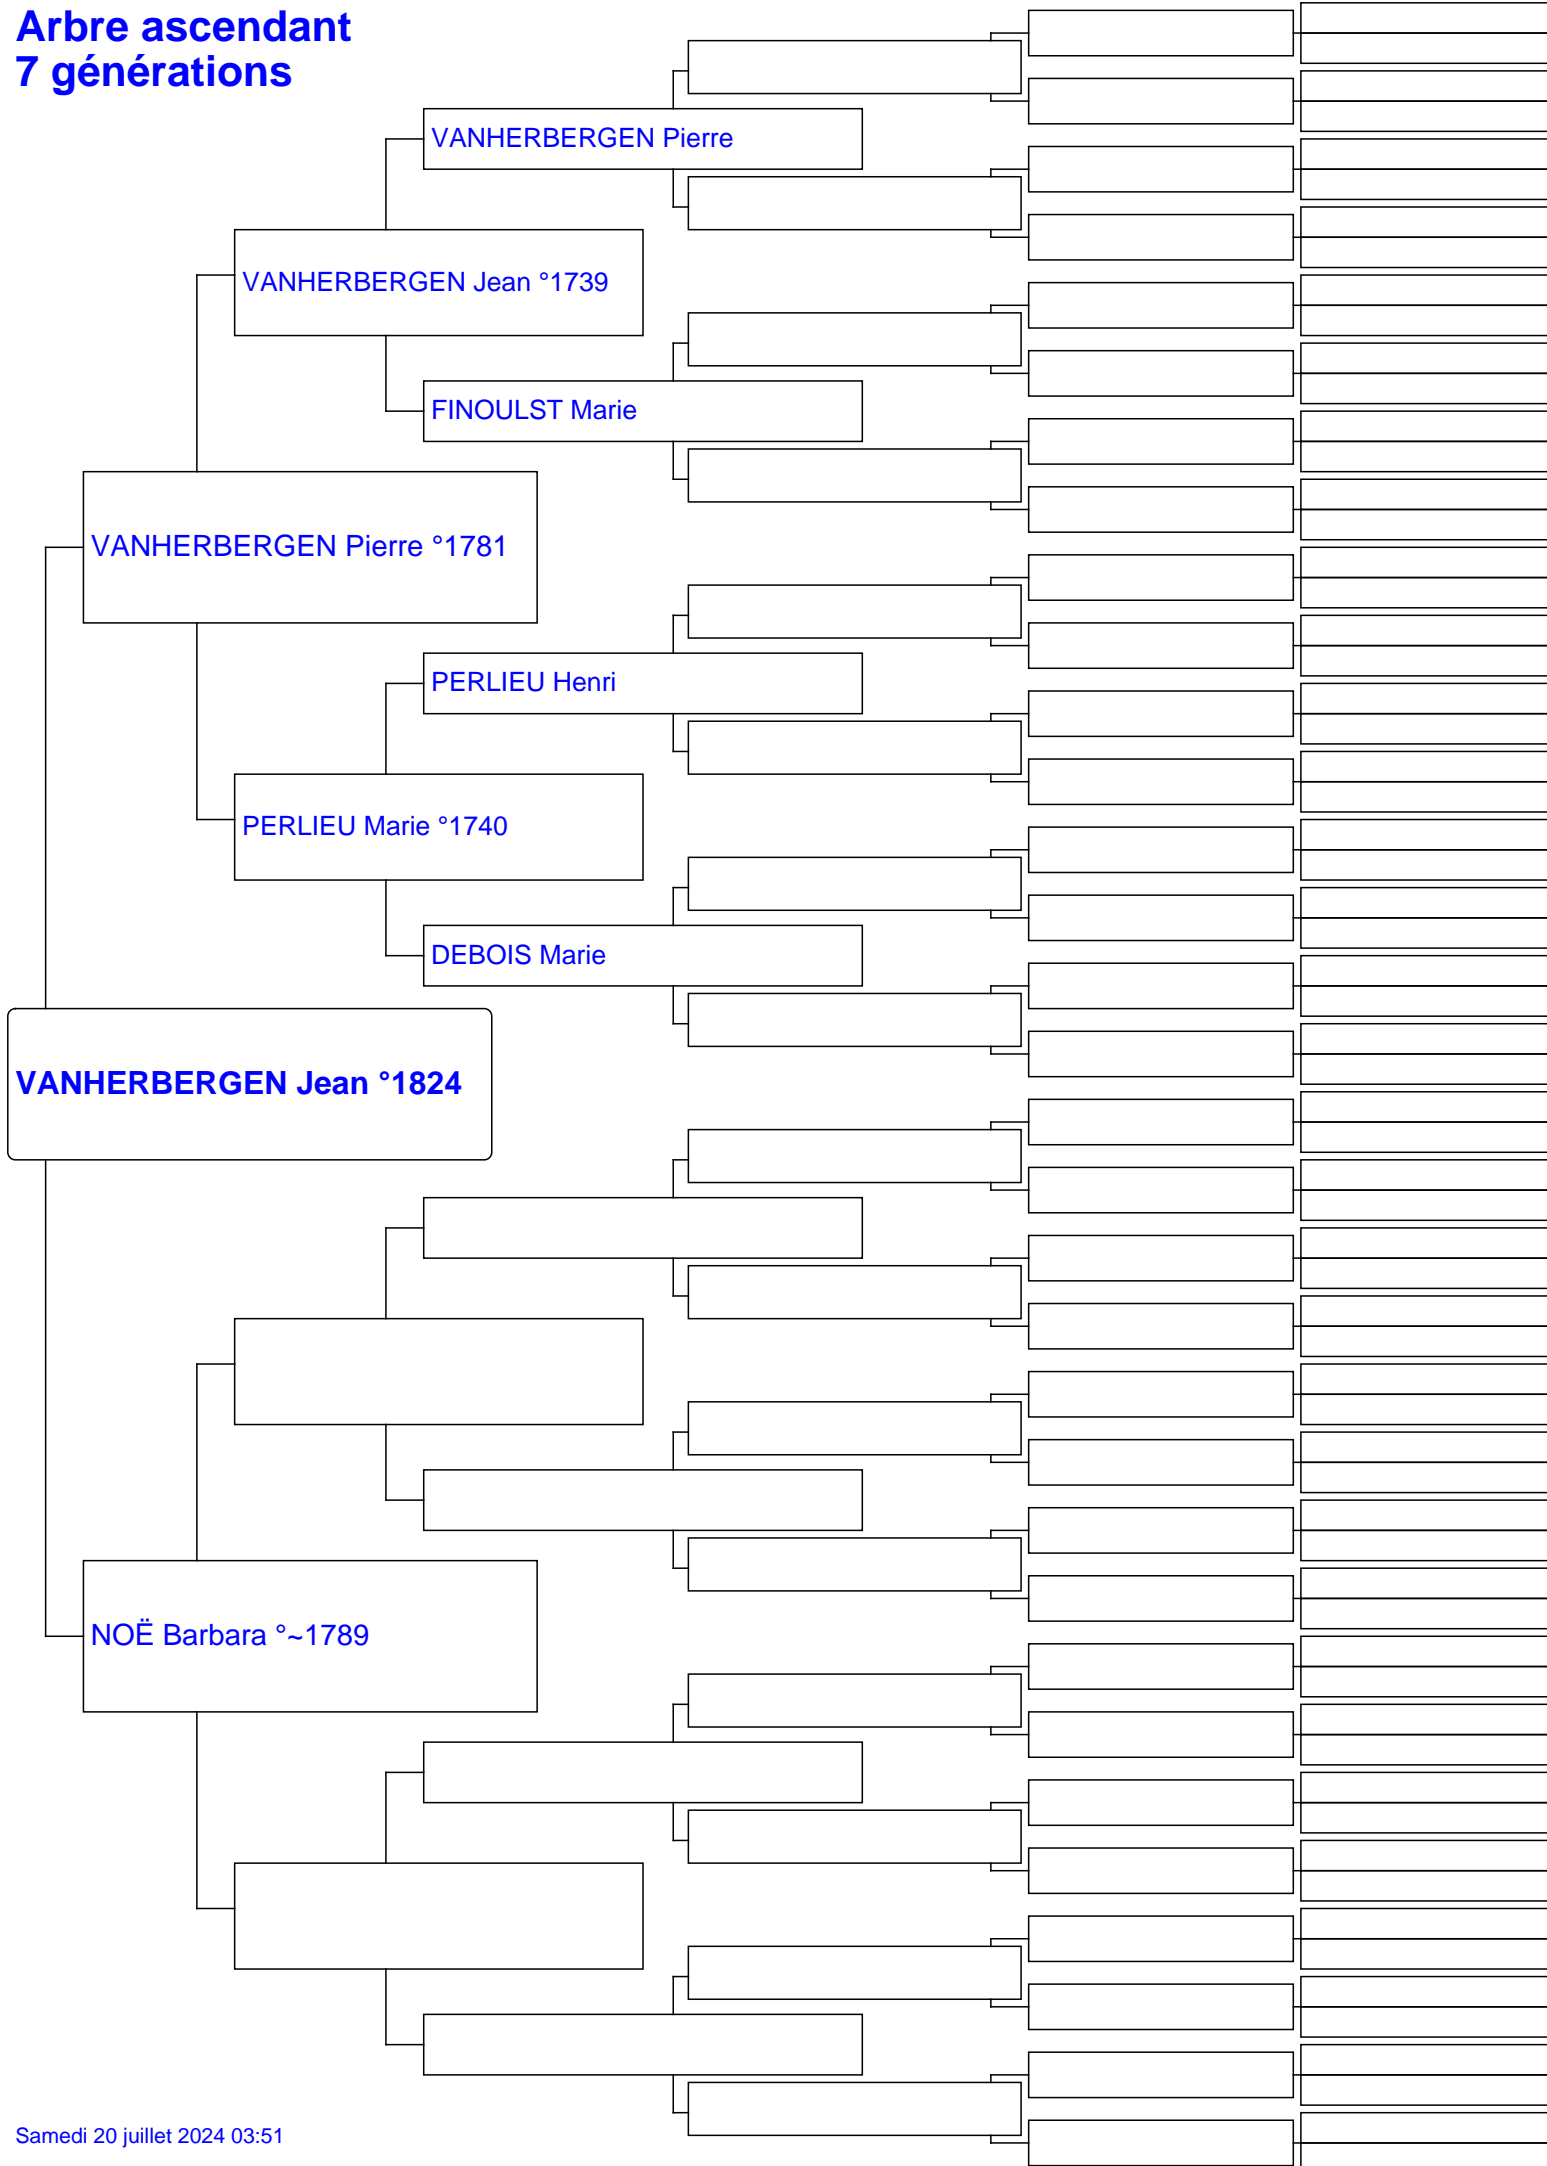 Arbre ascendant
7 générations
VANHERBERGEN Pierre
VANHERBERGEN Jean °1739
FINOULST Marie
VANHERBERGEN Pierre °1781
PERLIEU Henri
PERLIEU Marie °1740
DEBOIS Marie
VANHERBERGEN Jean °1824
NOË Barbara °~1789
Samedi 20 juillet 2024 03:51